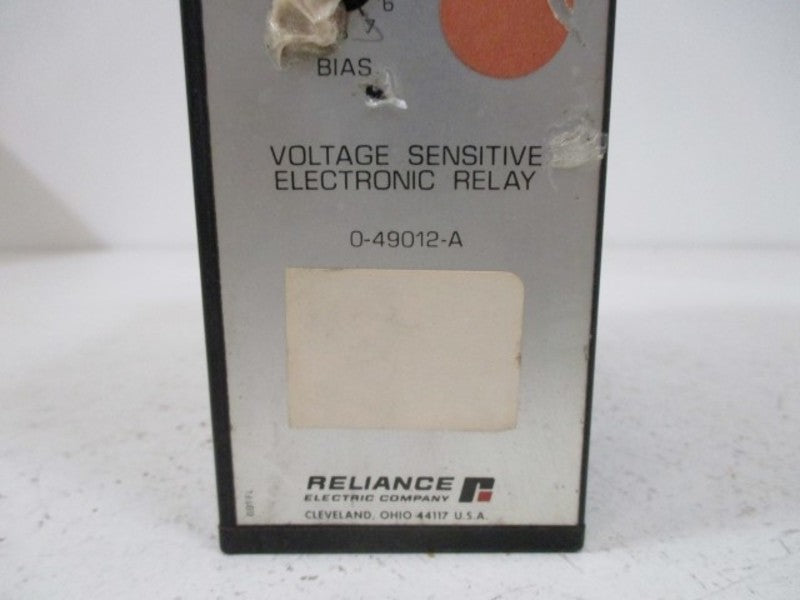 6
7
BIAS
VOLTAGE SENSITIVE
ELECTRONIC RELAY
0-49012-A
RELIANCE
ELECTRIC COMPANY
CLEVELAND, OHIO 44117 U.S.A.